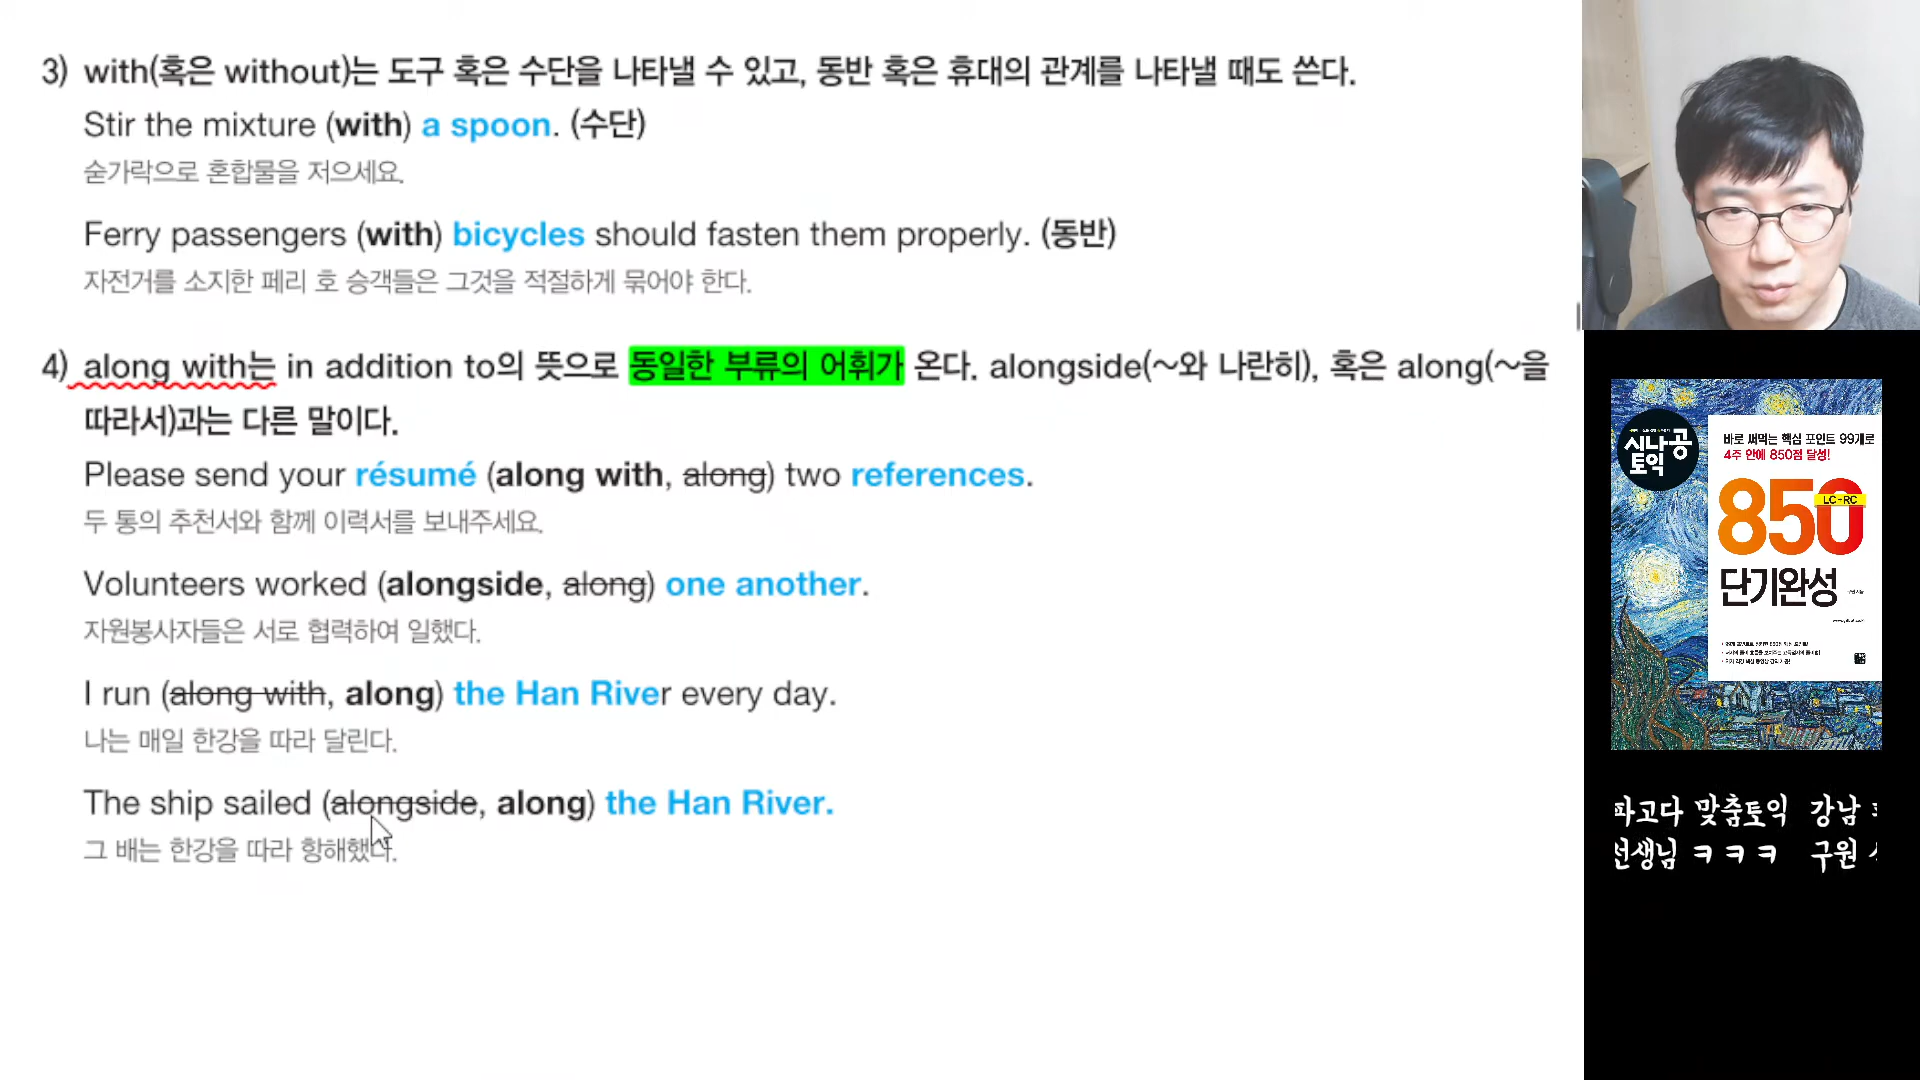 3) with(혹은 without)는 도구 혹은 수단을 나타낼 수 있고, 동반 혹은 휴대의 관계를 나타낼 때도 쓴다.
Stir the mixture (with) a spoon. (수단)
숟가락으로 혼합물을 저으세요.
Ferry passengers (with) bicycles should fasten them properly. (동반)
자전거를 소지한 페리 호 승객들은 그것을 적절하게 묶어야 한다.
4) along with는 in addition to의 뜻으로 동일한 부류의 어휘가 온다. alongside(~와 나란히), 혹은 along(~을
따라서)과는 다른 말이다.
Please send your résumé (along with, along) two references.
두 통의 추천서와 함께 이력서를 보내주세요.
Volunteers worked (alongside, along) one another.
자원봉사자들은 서로 협력하여 일했다.
I run (along with, along) the Han River every day.
나는 매일 한강을 따라 달린다.
The ship sailed (alongside, along) the Han River.
그 배는 한강을 따라 항해했다.
시나공
토익
바로 써먹는 핵심 포인트 99개로
4주 안에 850점 달성!
850
LC+RC
단기완성
파고다 맞춤토익 강남
선생님 ㅋㅋㅋ 구원